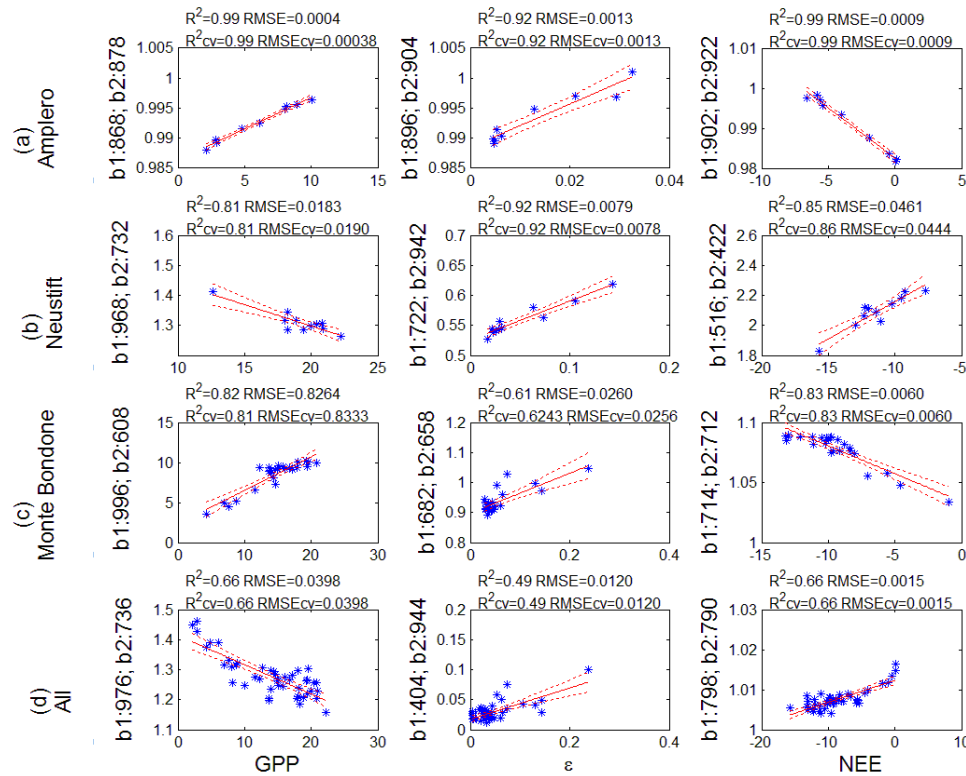 R²=0.99 RMSE=0.0004
R²cv=0.99 RMSEcv=0.00038
R²=0.92 RMSE=0.0013
R²cv=0.92 RMSEcv=0.0013
R²=0.99 RMSE=0.0009
R²cv=0.99 RMSEcv=0.0009
(a)
Amplero
b1:868; b2:878
1.005
1
0.995
0.99
0.985
0 5 10 15
b1:896; b2:904
1.005
1
0.995
0.99
0.985
0 0.02 0.04
b1:902; b2:922
1.01
1
0.99
0.98
-10 -5 0 5
R²=0.81 RMSE=0.0183
R²cv=0.81 RMSEcv=0.0190
R²=0.92 RMSE=0.0079
R²cv=0.92 RMSEcv=0.0078
R²=0.85 RMSE=0.0461
R²cv=0.86 RMSEcv=0.0444
(b)
Neustift
b1:968; b2:732
1.6
1.5
1.4
1.3
10 15 20 25
b1:722; b2:942
0.7
0.65
0.6
0.55
0.5
0 0.05 0.1 0.15 0.2
b1:516; b2:422
2.6
2.4
2.2
2
1.8
-20 -15 -10 -5
R²=0.82 RMSE=0.8264
R²cv=0.81 RMSEcv=0.8333
R²=0.61 RMSE=0.0260
R²cv=0.6243 RMSEcv=0.0256
R²=0.83 RMSE=0.0060
R²cv=0.83 RMSEcv=0.0060
(c)
Monte Bondone
b1:996; b2:608
15
10
5
0
0 10 20 30
b1:682; b2:658
1.2
1.1
1
0.9
0.8
0 0.2 0.4
b1:714; b2:712
1.1
1.05
1
-15 -10 -5 0
R²=0.66 RMSE=0.0398
R²cv=0.66 RMSEcv=0.0398
R²=0.49 RMSE=0.0120
R²cv=0.49 RMSEcv=0.0120
R²=0.66 RMSE=0.0015
R²cv=0.66 RMSEcv=0.0015
(d)
All
b1:976; b2:736
1.5
1.4
1.3
1.2
1.1
0 10 20 30
GPP
b1:404; b2:944
0.2
0.15
0.1
0.05
0
0 0.2 0.4
ε
b1:798; b2:790
1.03
1.02
1.01
1
-20 -10 0 10
NEE